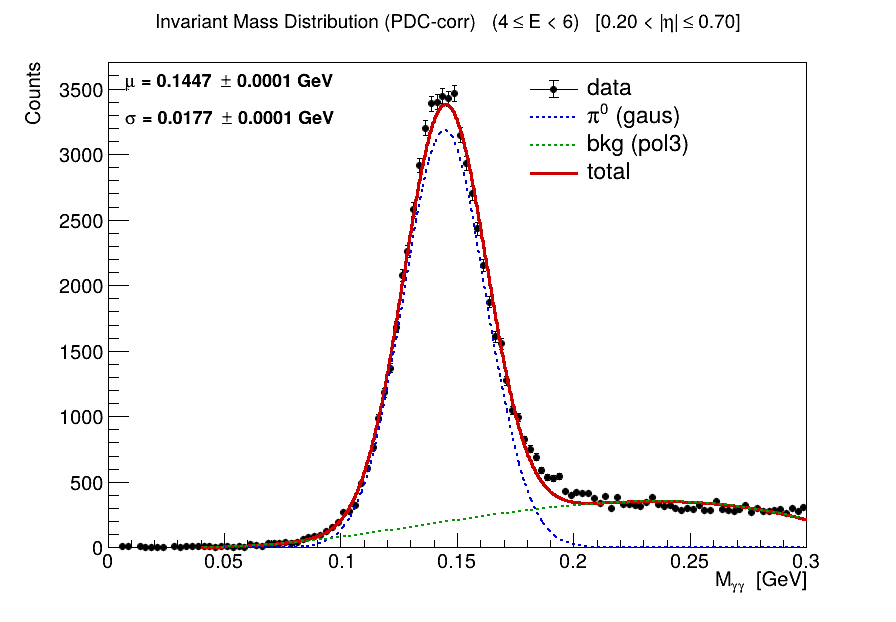 Invariant Mass Distribution (PDC-corr) (4 ≤ E < 6) [0.20 < |η| ≤ 0.70]
Counts
μ = 0.1447 ± 0.0001 GeV
σ = 0.0177 ± 0.0001 GeV
data
π⁰ (gaus)
bkg (pol3)
total
3500
3000
2500
2000
1500
1000
500
0
0 0.05 0.1 0.15 0.2 0.25 0.3
M_γγ [GeV]